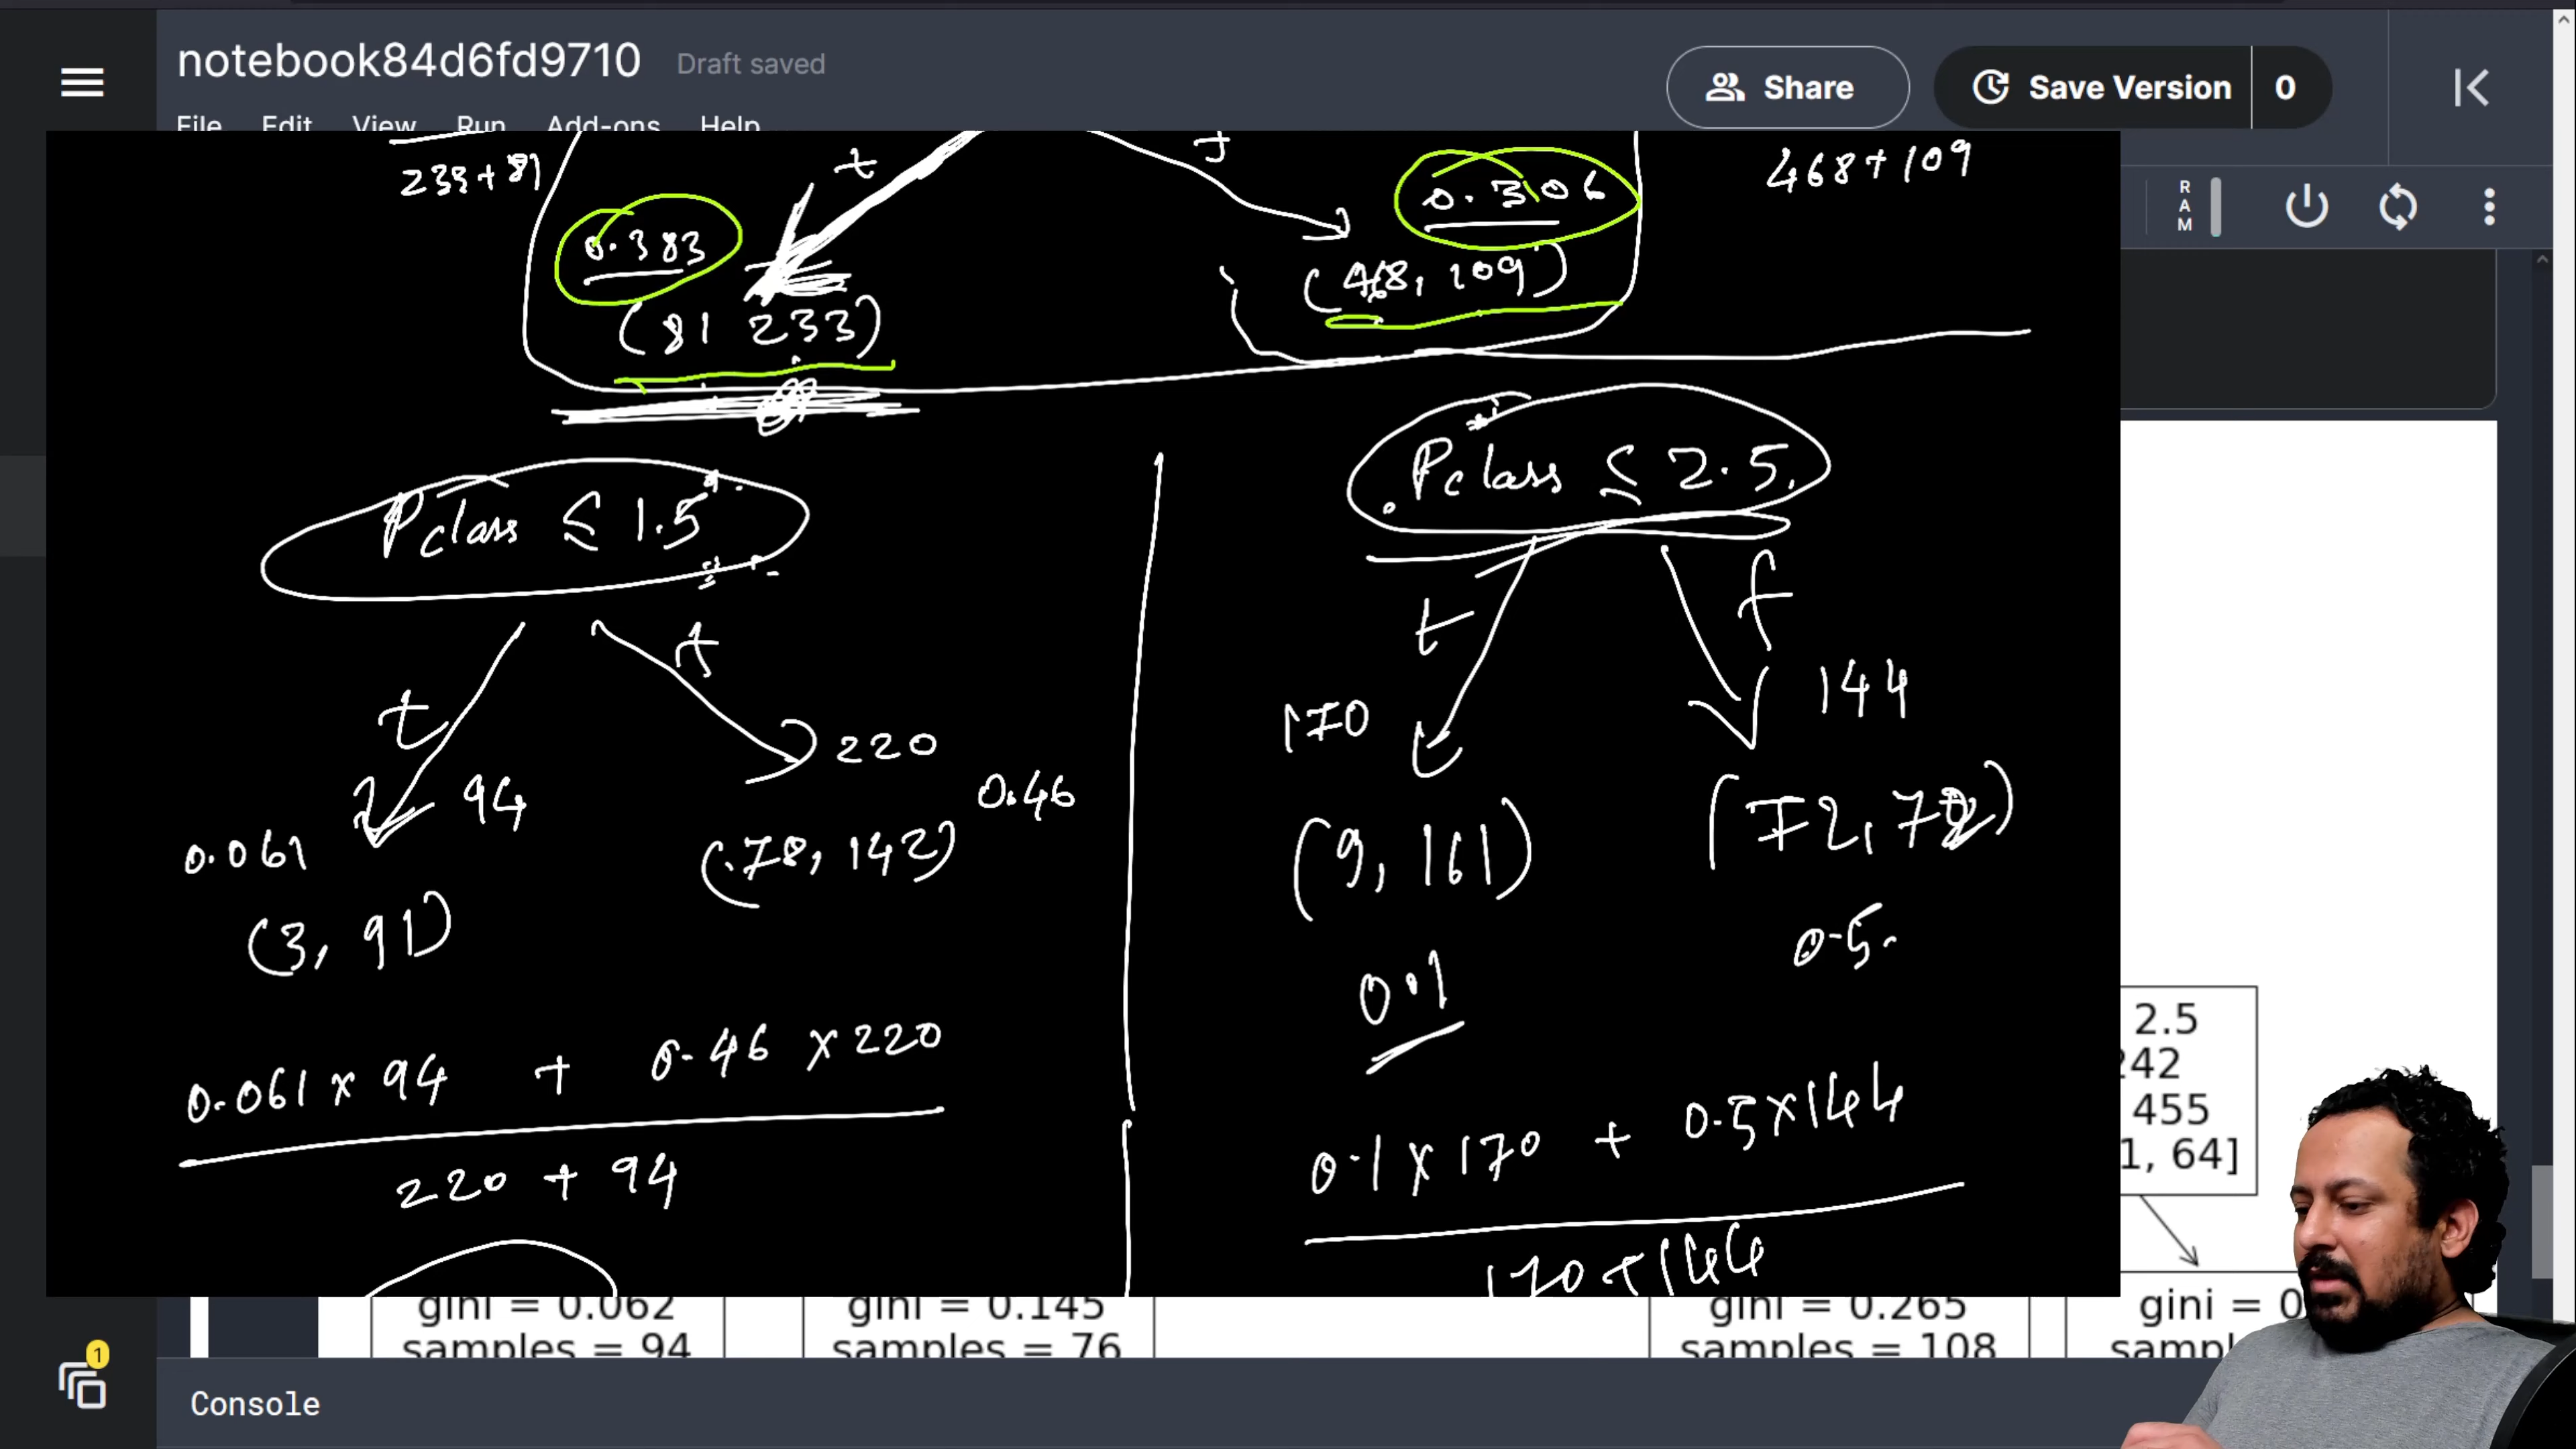 notebook84d6fd9710 Draft saved
Share
Save Version 0
File Edit View Run Add-ons Help
RAM
233+81
t
f
0.306
468+109
0.383
(468, 109)
(81 233)
Pclass ≤ 1.5
Pclass ≤ 2.5
t
f
t
f
94
220
0.061
0.46
(3, 91)
(78, 142)
170
144
(9, 161)
(72, 72)
0.1
0.5
0.061 x 94 + 0.46 x 220
220 + 94
0.1 x 170 + 0.5x144
170+144
2.5
242
455
1, 64]
gini = 0.062
samples = 94
gini = 0.145
samples = 76
gini = 0.265
samples = 108
gini = 0
samp
1
Console